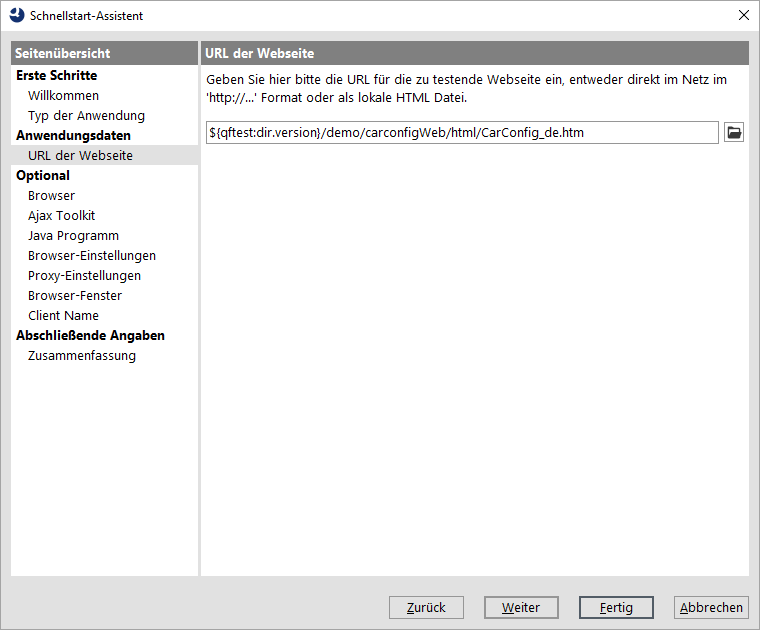 Schnellstart-Assistent
Seitenübersicht
Erste Schritte
Willkommen
Typ der Anwendung
Anwendungsdaten
URL der Webseite
Optional
Browser
Ajax Toolkit
Java Programm
Browser-Einstellungen
Proxy-Einstellungen
Browser-Fenster
Client Name
Abschließende Angaben
Zusammenfassung
URL der Webseite
Geben Sie hier bitte die URL für die zu testende Webseite ein, entweder direkt im Netz im
'http://...' Format oder als lokale HTML Datei.
${qftest:dir.version}/demo/carconfigWeb/html/CarConfig_de.htm
Zurück
Weiter
Fertig
Abbrechen